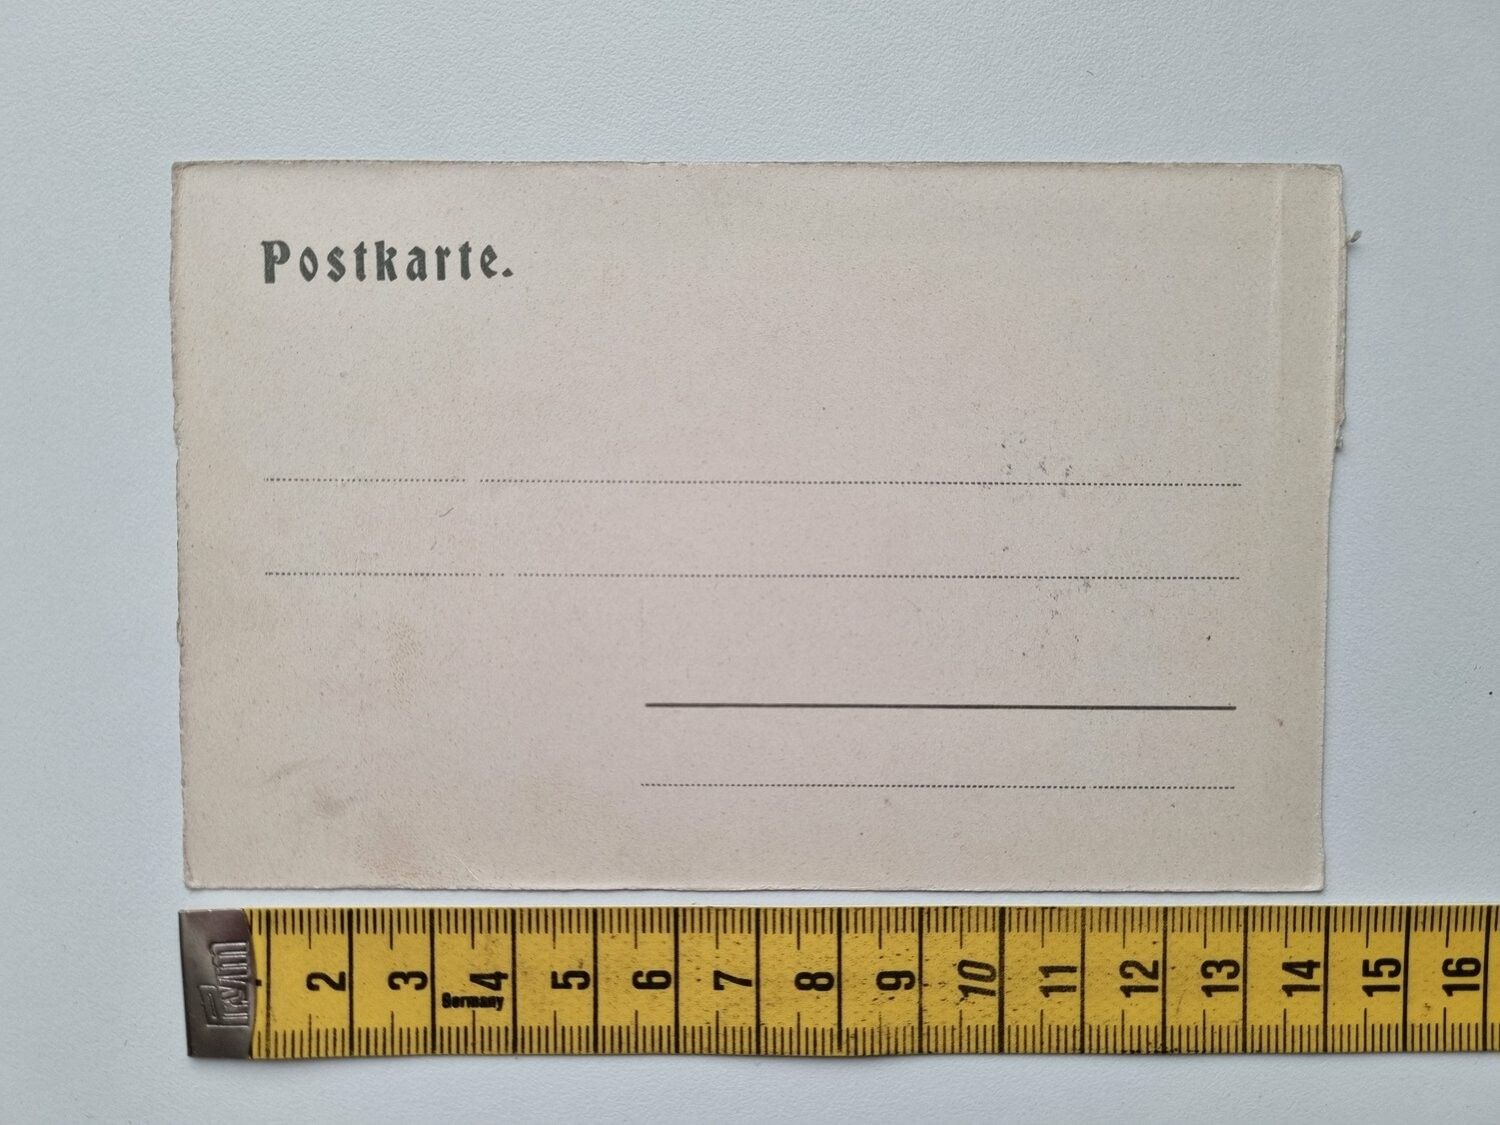 Postkarte.
Prym
2 3 4 5 6 7 8 9 10 11 12 13 14 15 16
Germany